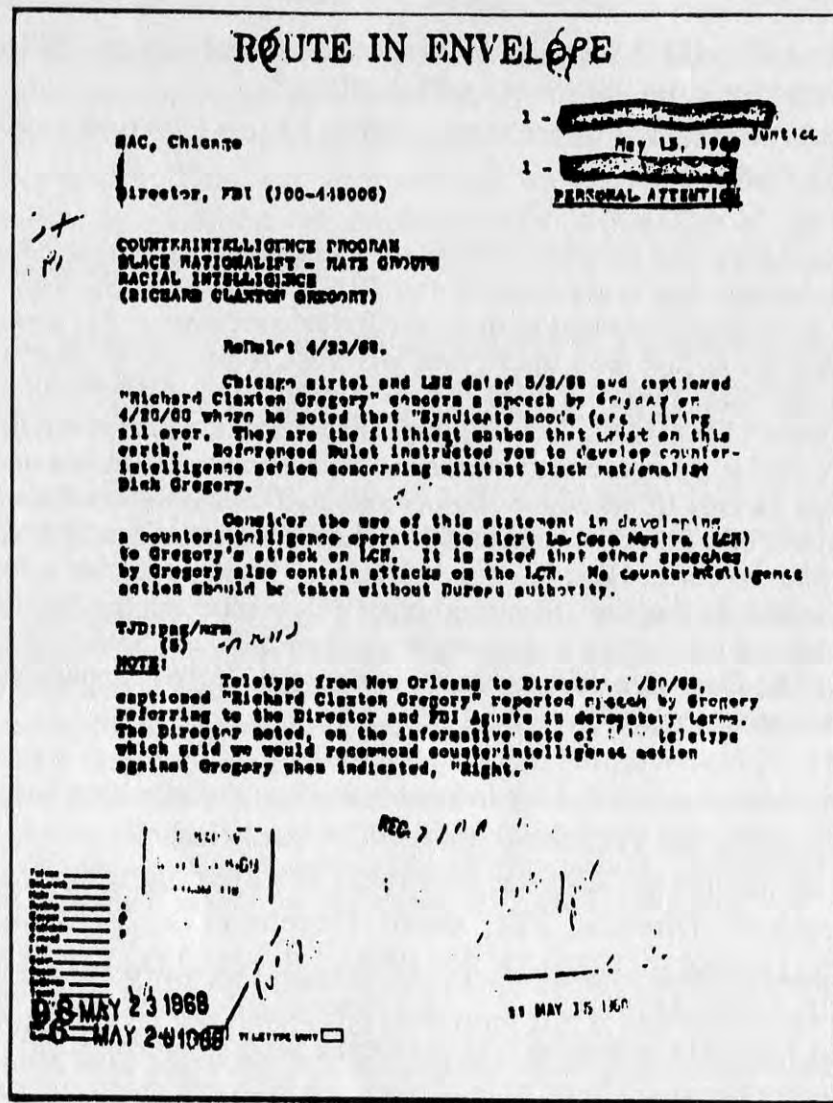 ROUTE IN ENVELOPE
1 -
SAC, Chicago
May 15, 1968 Justice
1 -
Director, FBI (100-448006)
PERSONAL ATTENTION
COUNTERINTELLIGENCE PROGRAM
BLACK NATIONALIST - HATE GROUPS
RACIAL INTELLIGENCE
(RICHARD CLAXTON GREGORY)
ReBulet 4/23/68.
Chicago airtel and LHM dated 5/2/68 and captioned
"Richard Claxton Gregory" concern a speech by Gregory on
4/28/68 where he noted that "Syndicate hoods (are) living
all over. They are the filthiest snakes that exist on this
earth." Referenced Bulet instructed you to develop counter-
intelligence action concerning militant black nationalist
Dick Gregory.
Consider the use of this statement in developing
a counterintelligence operation to alert La Cosa Nostra (LCN)
to Gregory's attack on LCN. It is noted that other speeches
by Gregory also contain attacks on the LCN. No counterintelligence
action should be taken without Bureau authority.
(5)
NOTE:
Teletype from New Orleans to Director,
captioned "Richard Claxton Gregory" reported speech by Gregory
referring to the Director and FBI Agents in derogatory terms.
The Director noted, on the informative note of teletype
which said we would recommend counterintelligence action
against Gregory when indicated, "Right."
REC
MAY 23 1968
MAY 15
MAY 1968
TELETYPE UNIT